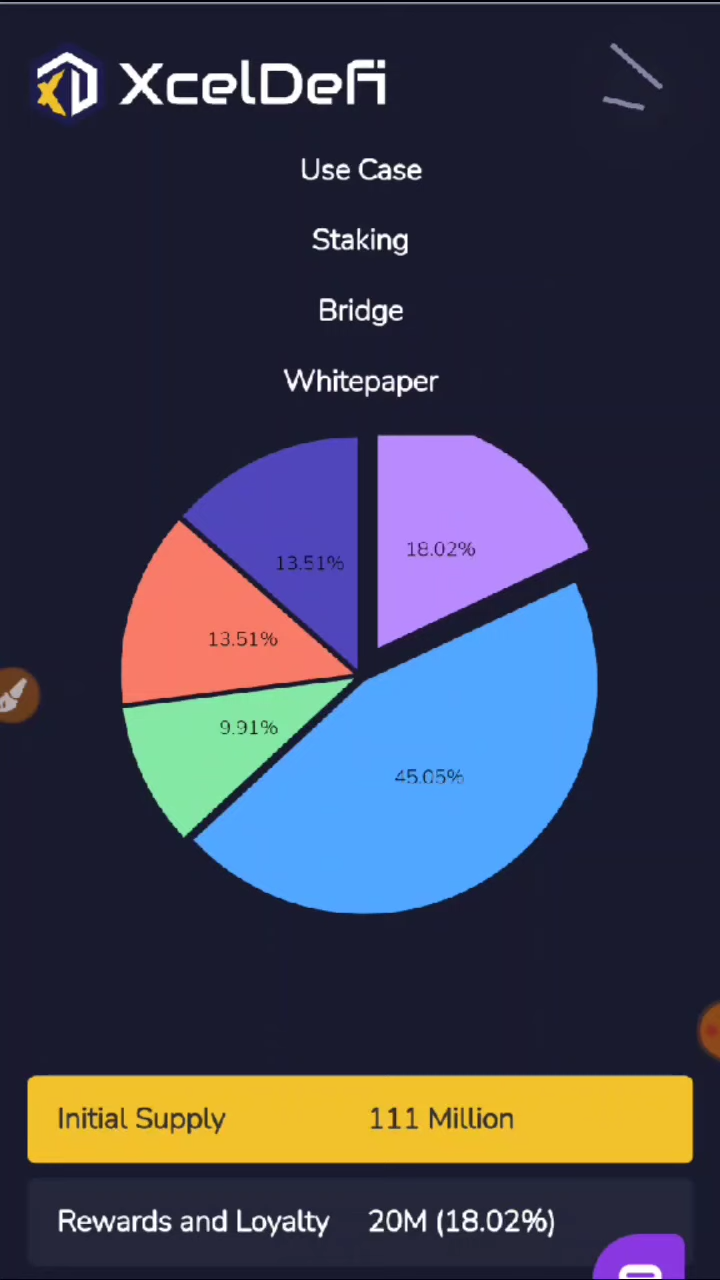 XcelDefi
Use Case
Staking
Bridge
Whitepaper
13.51%
18.02%
13.51%
9.91%
45.05%
Initial Supply 111 Million
Rewards and Loyalty 20M (18.02%)